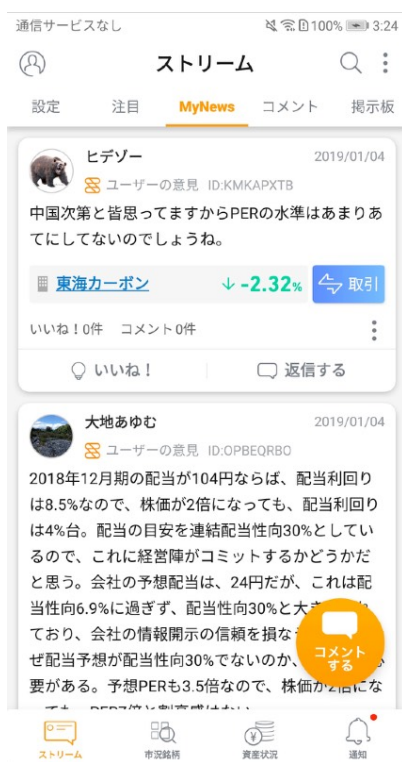 通信サービスなし 100% 3:24
ストリーム
設定 注目 MyNews コメント 掲示板
ヒデゾー 2019/01/04
ユーザーの意見 ID:KMKAPXTB
中国次第と皆思ってますからPERの水準はあまりあ
てにしてないのでしょうね。
東海カーボン ↓-2.32% 取引
いいね！0件 コメント0件
いいね！ 返信する
大地あゆむ 2019/01/04
ユーザーの意見 ID:OPBEQRBO
2018年12月期の配当が104円ならば、配当利回り
は8.5%なので、株価が2倍になっても、配当利回り
は4%台。配当の目安を連結配当性向30%としてい
るので、これに経営陣がコミットするかどうかだ
と思う。会社の予想配当は、24円だが、これは配
当性向6.9%に過ぎず、配当性向30%と大き
ており、会社の情報開示の信頼を損な
ぜ配当予想が配当性向30%でないのか、
要がある。予想PERも3.5倍なので、株価が2倍にな
コメント
する
ストリーム 市況銘柄 資産状況 通知